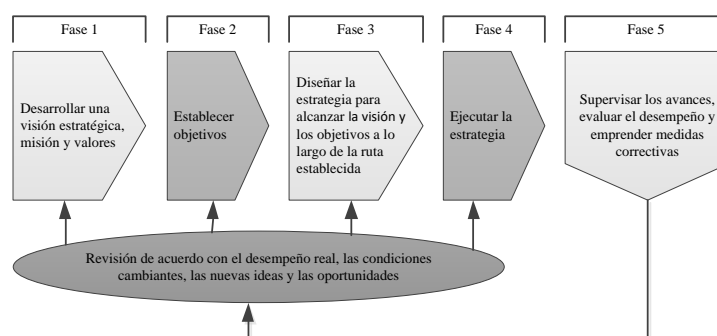 Fase 1
Fase 2
Fase 3
Fase 4
Fase 5
Desarrollar una
visión estratégica,
misión y valores
Establecer
objetivos
Diseñar la
estrategia para
alcanzar la visión y
los objetivos a lo
largo de la ruta
establecida
Ejecutar la
estrategia
Supervisar los avances,
evaluar el desempeño y
emprender medidas
correctivas
Revisión de acuerdo con el desempeño real, las condiciones
cambiantes, las nuevas ideas y las oportunidades